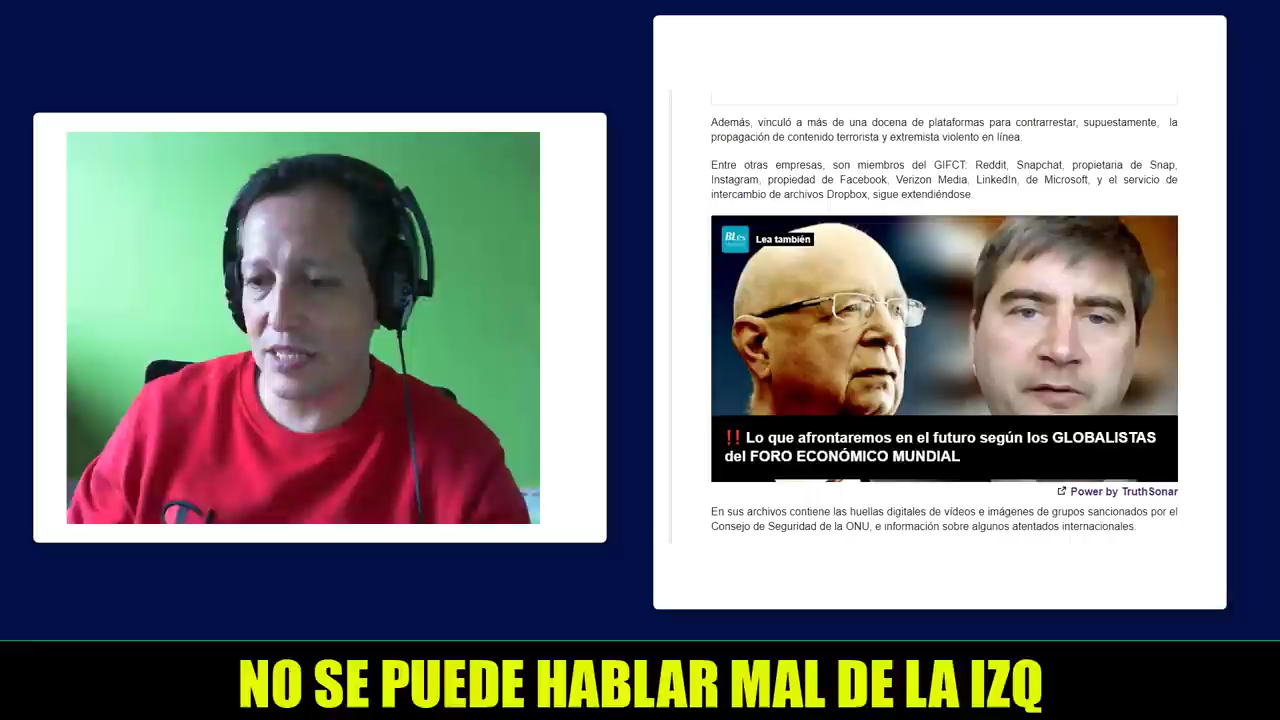 Además, vinculó a más de una docena de plataformas para contrarrestar, supuestamente, la
propagación de contenido terrorista y extremista violento en línea.
Entre otras empresas, son miembros del GIFCT: Reddit, Snapchat, propietaria de Snap,
Instagram, propiedad de Facebook, Verizon Media, LinkedIn, de Microsoft, y el servicio de
intercambio de archivos Dropbox, sigue extendiéndose.
BLes
Lea también
‼ Lo que afrontaremos en el futuro según los GLOBALISTAS
del FORO ECONÓMICO MUNDIAL
Power by TruthSonar
En sus archivos contiene las huellas digitales de vídeos e imágenes de grupos sancionados por el
Consejo de Seguridad de la ONU, e información sobre algunos atentados internacionales.
NO SE PUEDE HABLAR MAL DE LA IZQ